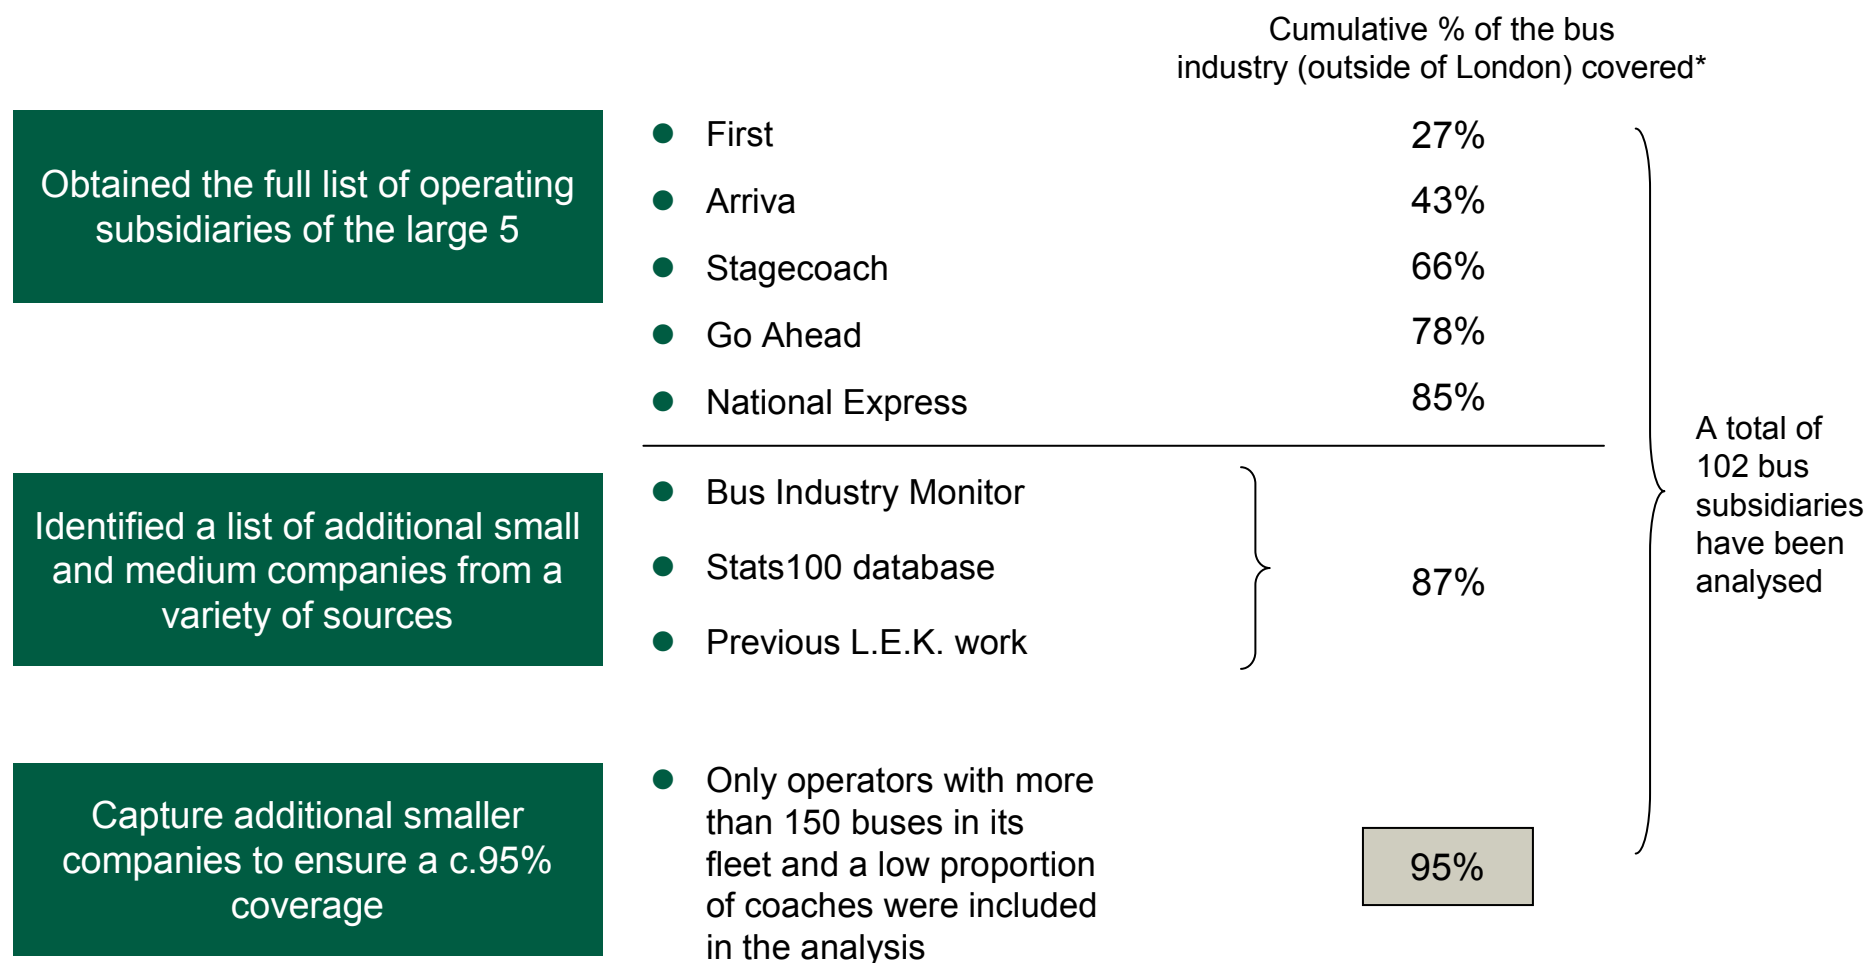 Cumulative % of the bus
industry (outside of London) covered*
Obtained the full list of operating
subsidiaries of the large 5
First
27%
Arriva
43%
Stagecoach
66%
Go Ahead
78%
National Express
85%
Identified a list of additional small
and medium companies from a
variety of sources
Bus Industry Monitor
Stats100 database
Previous L.E.K. work
87%
A total of
102 bus
subsidiaries
have been
analysed
Capture additional smaller
companies to ensure a c.95%
coverage
Only operators with more
than 150 buses in its
fleet and a low proportion
of coaches were included
in the analysis
95%